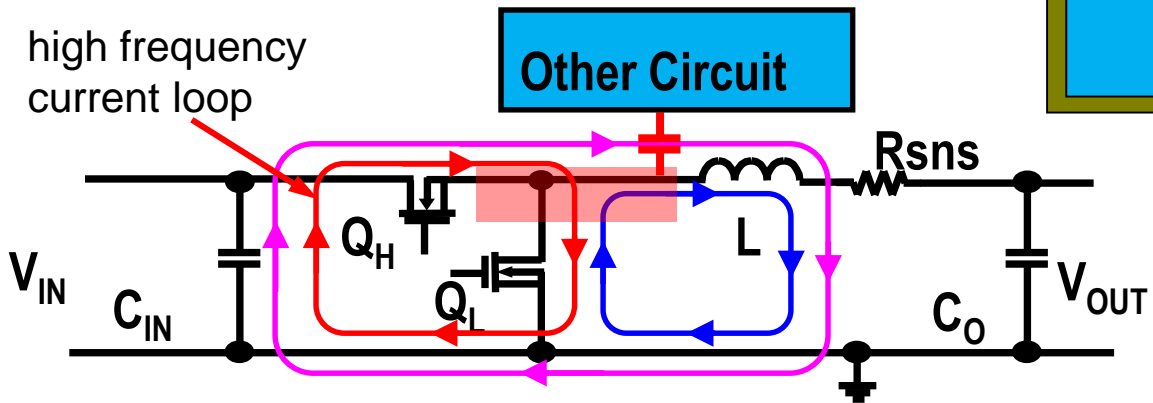 high frequency
current loop
Other Circuit
Rsns
Q_H
L
V_IN
Q_L
C_IN
C_O
V_OUT